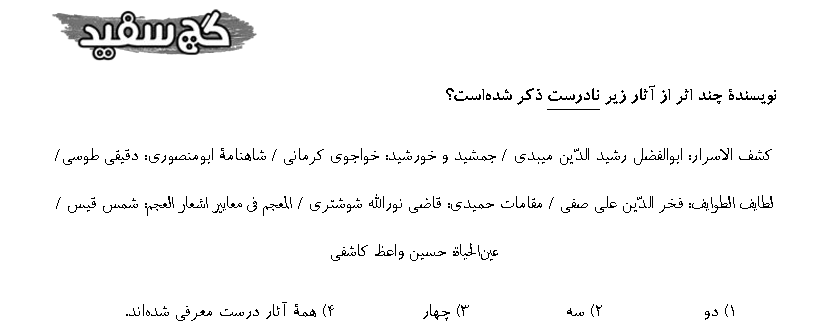 گچ سفید
نویسندهٔ چند اثر از آثار زیر نادرست ذکر شده‌است؟
کشف الاسرار: ابوالفضل رشید الدّین میبدی / جمشید و خورشید: خواجوی کرمانی / شاهنامهٔ ابومنصوری: دقیقی طوسی/
لطایف الطوایف: فخر الدّین علی صفی / مقامات حمیدی: قاضی نورالله شوشتری / المعجم فی معاییر اشعار العجم: شمس قیس /
عین‌الحیاة: حسین واعظ کاشفی
۱) دو ۲) سه ۳) چهار ۴) همهٔ آثار درست معرفی شده‌اند.